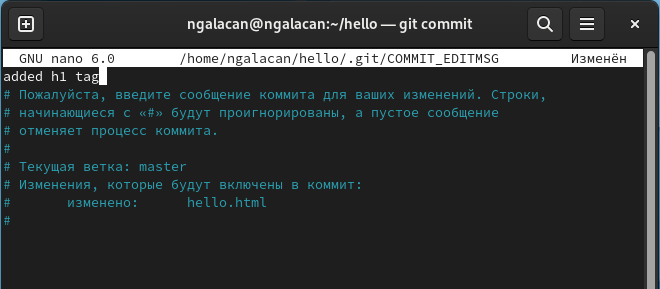 ngalacan@ngalacan:~/hello — git commit
GNU nano 6.0 /home/ngalacan/hello/.git/COMMIT_EDITMSG Изменён
added h1 tag
# Пожалуйста, введите сообщение коммита для ваших изменений. Строки,
# начинающиеся с «#» будут проигнорированы, а пустое сообщение
# отменяет процесс коммита.
#
# Текущая ветка: master
# Изменения, которые будут включены в коммит:
# изменено: hello.html
#